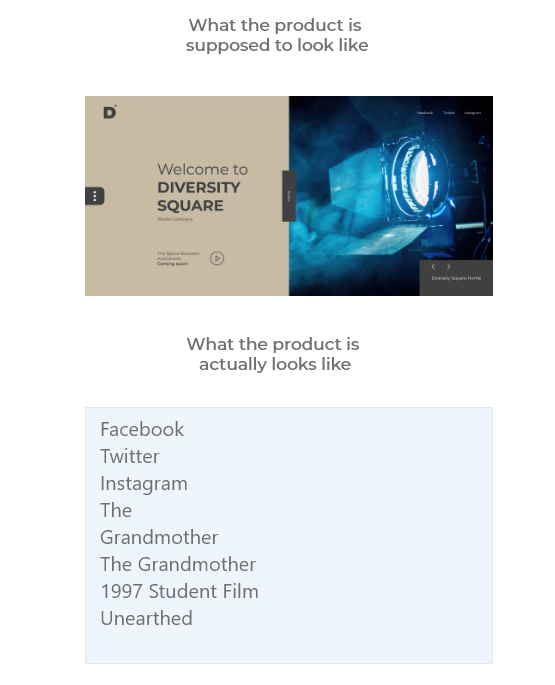 What the product is
supposed to look like
D'
Facebook Twitter Instagram
Welcome to
DIVERSITY
SQUARE
Media Company
The Space Between
Audiobook
Coming soon!
Diversity Square Home
What the product is
actually looks like
Facebook
Twitter
Instagram
The
Grandmother
The Grandmother
1997 Student Film
Unearthed